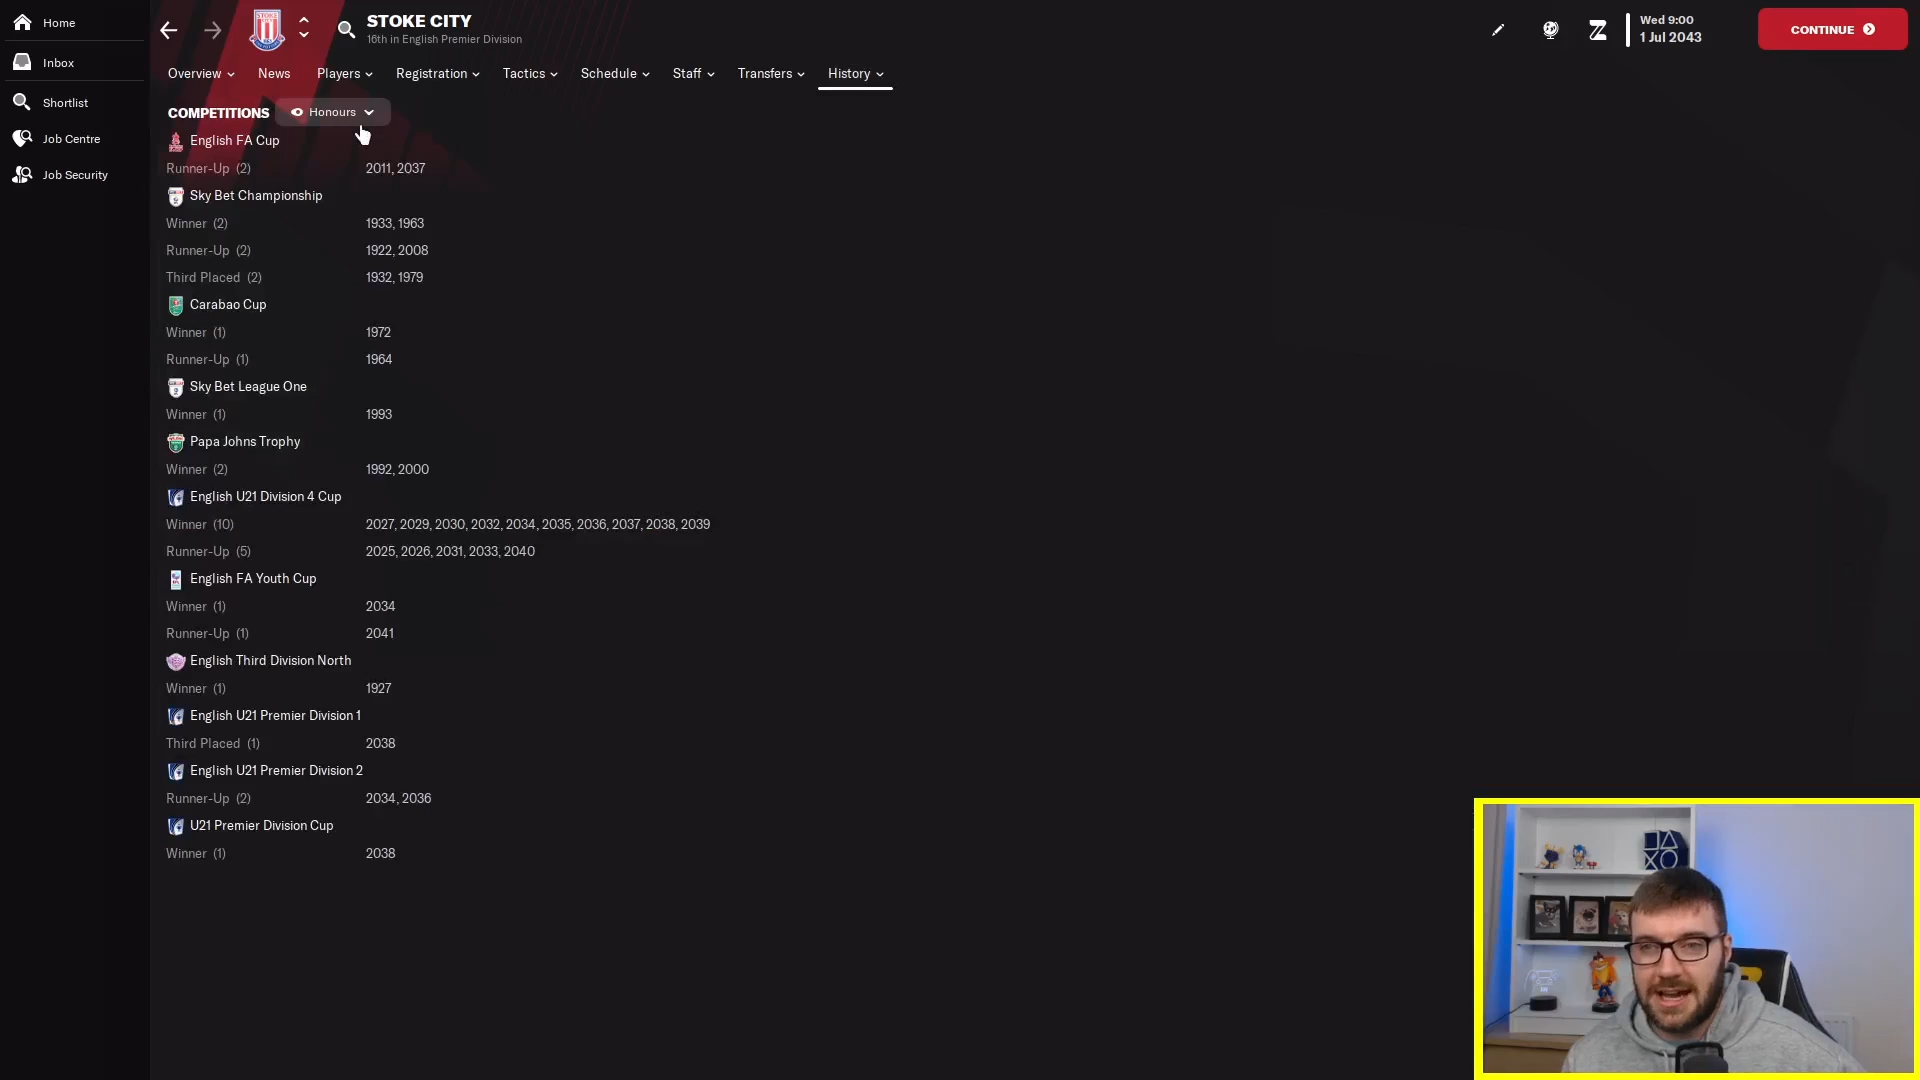 Home
Inbox
Shortlist
Job Centre
Job Security
STOKE CITY
16th in English Premier Division
Wed 9:00
1 Jul 2043
CONTINUE
Overview
News
Players
Registration
Tactics
Schedule
Staff
Transfers
History
COMPETITIONS
Honours
English FA Cup
Runner-Up (2) 2011, 2037
Sky Bet Championship
Winner (2) 1933, 1963
Runner-Up (2) 1922, 2008
Third Placed (2) 1932, 1979
Carabao Cup
Winner (1) 1972
Runner-Up (1) 1964
Sky Bet League One
Winner (1) 1993
Papa Johns Trophy
Winner (2) 1992, 2000
English U21 Division 4 Cup
Winner (10) 2027, 2029, 2030, 2032, 2034, 2035, 2036, 2037, 2038, 2039
Runner-Up (5) 2025, 2026, 2031, 2033, 2040
English FA Youth Cup
Winner (1) 2034
Runner-Up (1) 2041
English Third Division North
Winner (1) 1927
English U21 Premier Division 1
Third Placed (1) 2038
English U21 Premier Division 2
Runner-Up (2) 2034, 2036
U21 Premier Division Cup
Winner (1) 2038